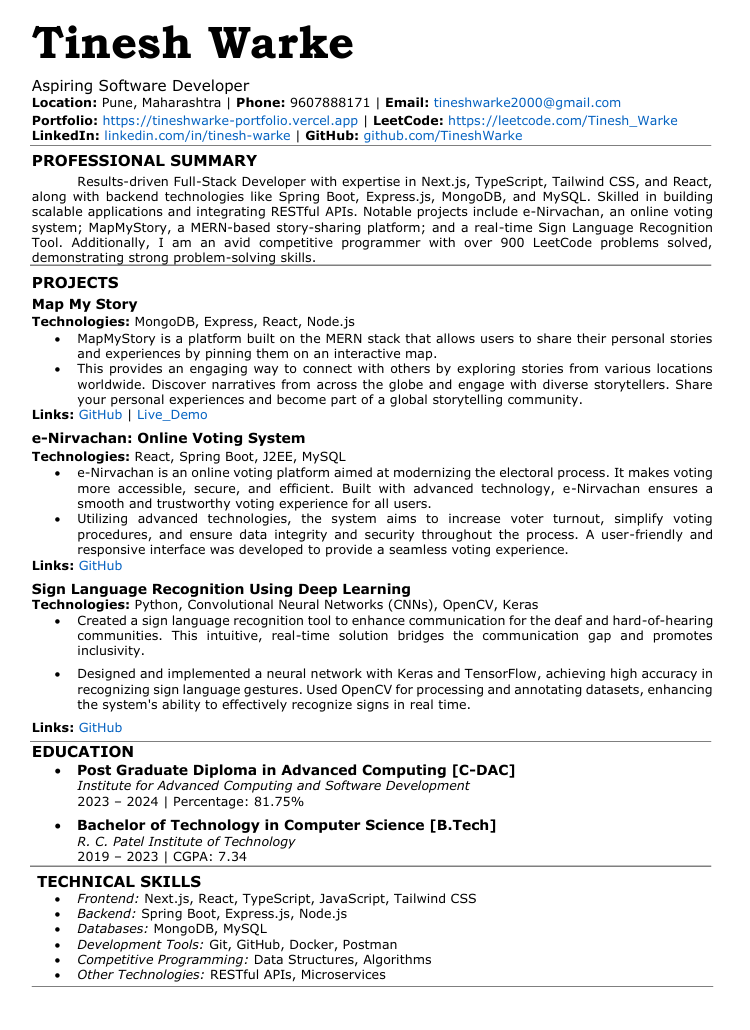 Tinesh Warke
Aspiring Software Developer
Location: Pune, Maharashtra | Phone: 9607888171 | Email: tineshwarke2000@gmail.com
Portfolio: https://tineshwarke-portfolio.vercel.app | LeetCode: https://leetcode.com/Tinesh_Warke
LinkedIn: linkedin.com/in/tinesh-warke | GitHub: github.com/TineshWarke
PROFESSIONAL SUMMARY
Results-driven Full-Stack Developer with expertise in Next.js, TypeScript, Tailwind CSS, and React,
along with backend technologies like Spring Boot, Express.js, MongoDB, and MySQL. Skilled in building
scalable applications and integrating RESTful APIs. Notable projects include e-Nirvachan, an online voting
system; MapMyStory, a MERN-based story-sharing platform; and a real-time Sign Language Recognition
Tool. Additionally, I am an avid competitive programmer with over 900 LeetCode problems solved,
demonstrating strong problem-solving skills.
PROJECTS
Map My Story
Technologies: MongoDB, Express, React, Node.js
• MapMyStory is a platform built on the MERN stack that allows users to share their personal stories
and experiences by pinning them on an interactive map.
• This provides an engaging way to connect with others by exploring stories from various locations
worldwide. Discover narratives from across the globe and engage with diverse storytellers. Share
your personal experiences and become part of a global storytelling community.
Links: GitHub | Live_Demo
e-Nirvachan: Online Voting System
Technologies: React, Spring Boot, J2EE, MySQL
• e-Nirvachan is an online voting platform aimed at modernizing the electoral process. It makes voting
more accessible, secure, and efficient. Built with advanced technology, e-Nirvachan ensures a
smooth and trustworthy voting experience for all users.
• Utilizing advanced technologies, the system aims to increase voter turnout, simplify voting
procedures, and ensure data integrity and security throughout the process. A user-friendly and
responsive interface was developed to provide a seamless voting experience.
Links: GitHub
Sign Language Recognition Using Deep Learning
Technologies: Python, Convolutional Neural Networks (CNNs), OpenCV, Keras
• Created a sign language recognition tool to enhance communication for the deaf and hard-of-hearing
communities. This intuitive, real-time solution bridges the communication gap and promotes
inclusivity.
• Designed and implemented a neural network with Keras and TensorFlow, achieving high accuracy in
recognizing sign language gestures. Used OpenCV for processing and annotating datasets, enhancing
the system's ability to effectively recognize signs in real time.
Links: GitHub
EDUCATION
• Post Graduate Diploma in Advanced Computing [C-DAC]
Institute for Advanced Computing and Software Development
2023 – 2024 | Percentage: 81.75%
• Bachelor of Technology in Computer Science [B.Tech]
R. C. Patel Institute of Technology
2019 – 2023 | CGPA: 7.34
TECHNICAL SKILLS
• Frontend: Next.js, React, TypeScript, JavaScript, Tailwind CSS
• Backend: Spring Boot, Express.js, Node.js
• Databases: MongoDB, MySQL
• Development Tools: Git, GitHub, Docker, Postman
• Competitive Programming: Data Structures, Algorithms
• Other Technologies: RESTful APIs, Microservices